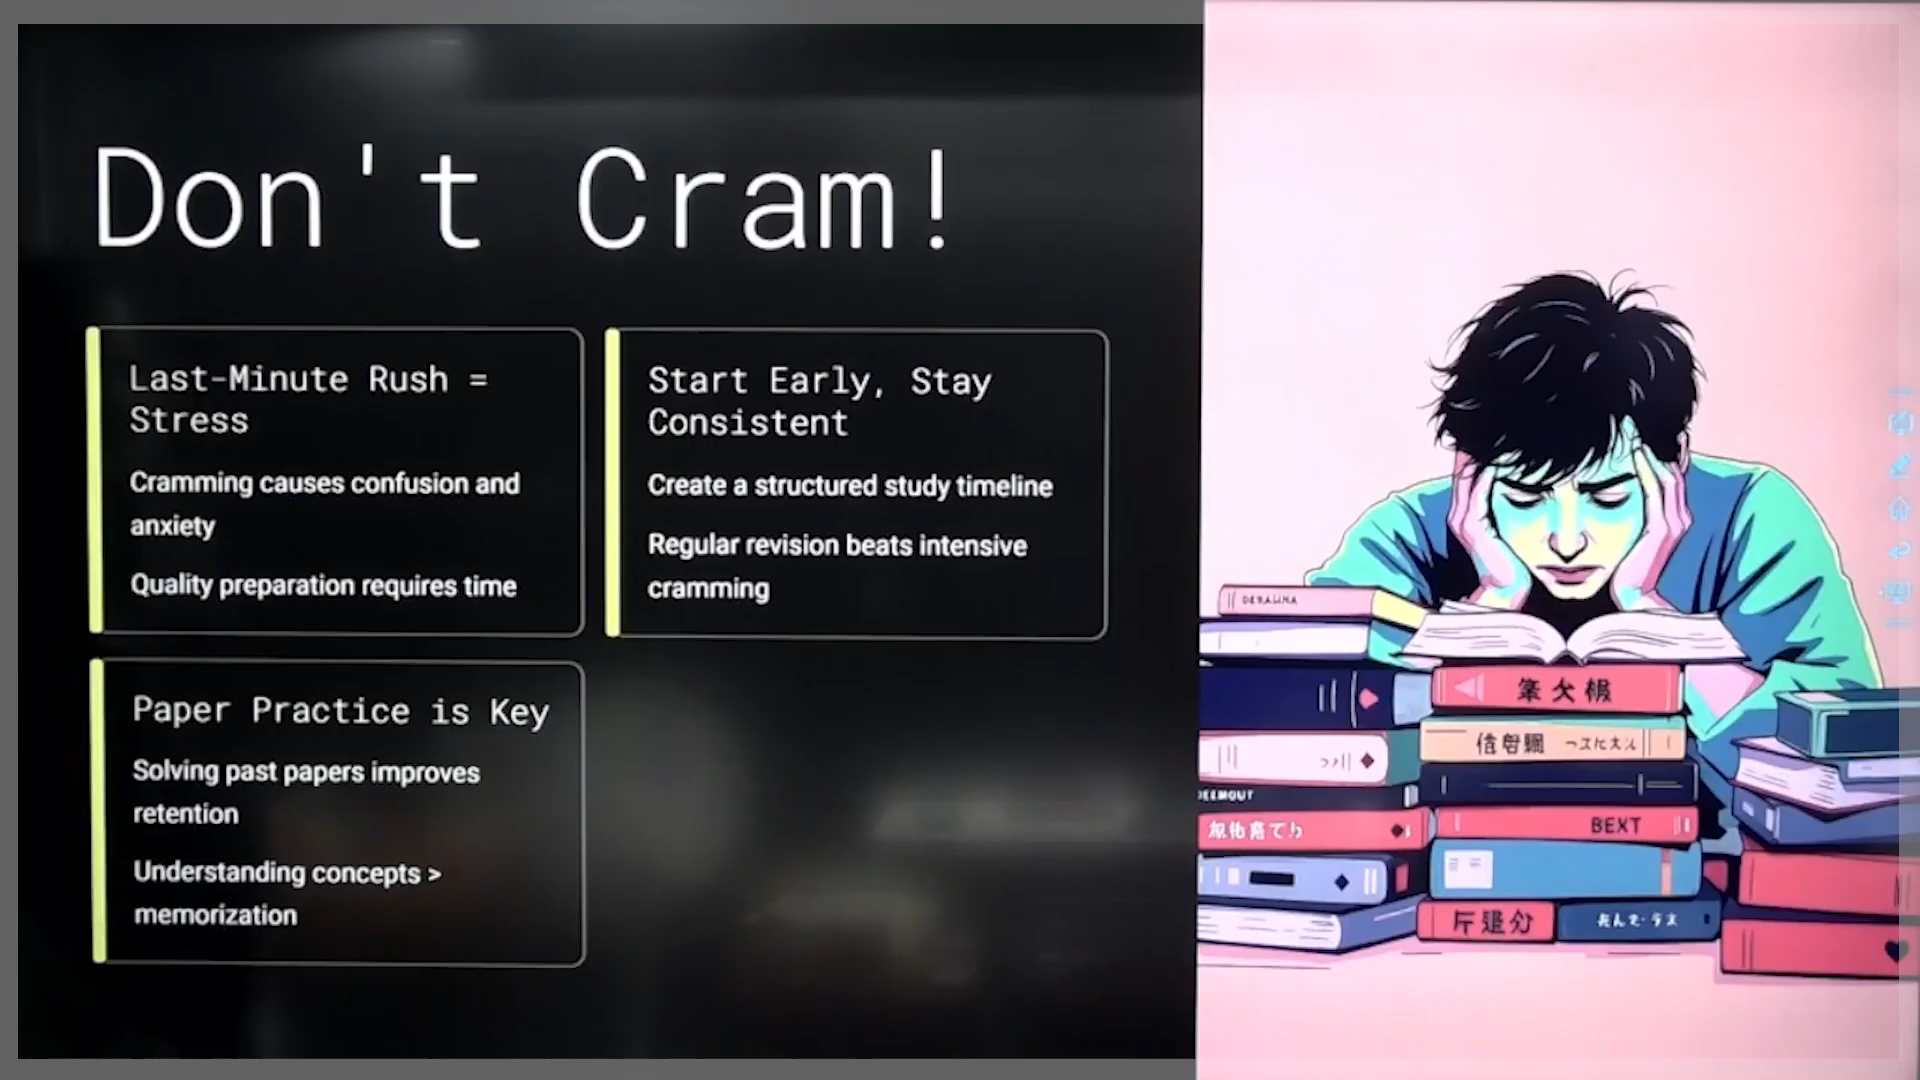 Don't Cram!
Last-Minute Rush =
Stress
Cramming causes confusion and
anxiety
Quality preparation requires time
Start Early, Stay
Consistent
Create a structured study timeline
Regular revision beats intensive
cramming
Paper Practice is Key
Solving past papers improves
retention
Understanding concepts >
memorization
BEXT